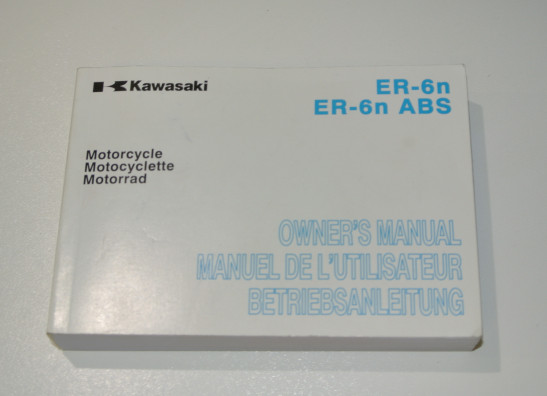 Kawasaki
ER-6n
ER-6n ABS
Motorcycle
Motocyclette
Motorrad
OWNER'S MANUAL
MANUEL DE L'UTILISATEUR
BETRIEBSANLEITUNG